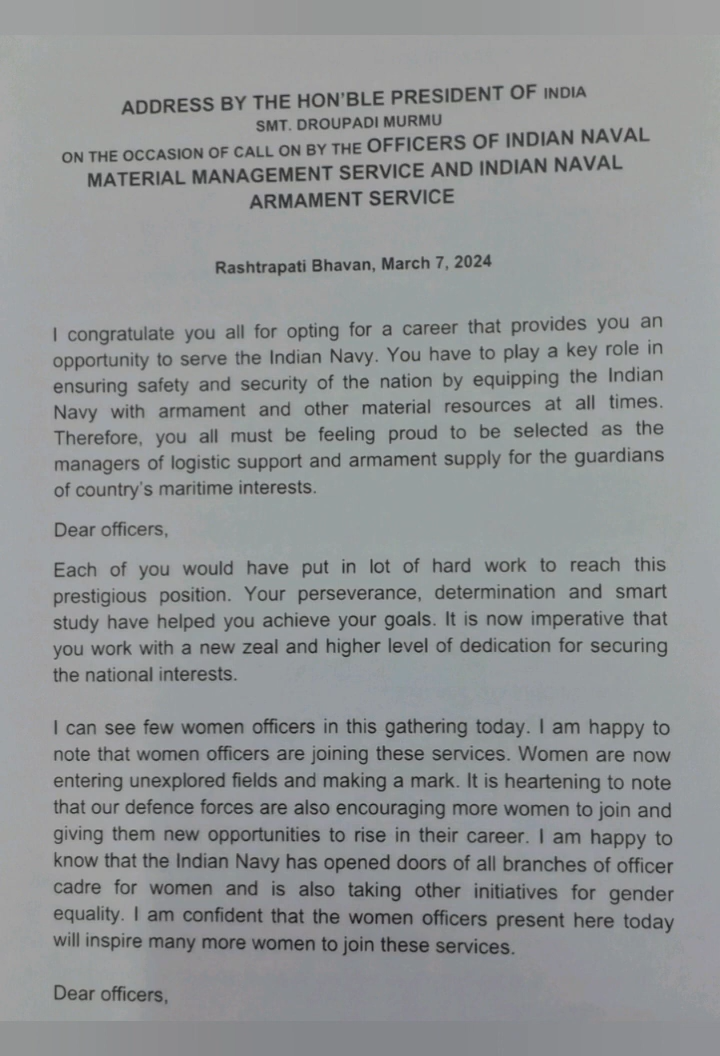 ADDRESS BY THE HON'BLE PRESIDENT OF INDIA
SMT. DROUPADI MURMU
ON THE OCCASION OF CALL ON BY THE OFFICERS OF INDIAN NAVAL
MATERIAL MANAGEMENT SERVICE AND INDIAN NAVAL
ARMAMENT SERVICE
Rashtrapati Bhavan, March 7, 2024
I congratulate you all for opting for a career that provides you an
opportunity to serve the Indian Navy. You have to play a key role in
ensuring safety and security of the nation by equipping the Indian
Navy with armament and other material resources at all times.
Therefore, you all must be feeling proud to be selected as the
managers of logistic support and armament supply for the guardians
of country's maritime interests.
Dear officers,
Each of you would have put in lot of hard work to reach this
prestigious position. Your perseverance, determination and smart
study have helped you achieve your goals. It is now imperative that
you work with a new zeal and higher level of dedication for securing
the national interests.
I can see few women officers in this gathering today. I am happy to
note that women officers are joining these services. Women are now
entering unexplored fields and making a mark. It is heartening to note
that our defence forces are also encouraging more women to join and
giving them new opportunities to rise in their career. I am happy to
know that the Indian Navy has opened doors of all branches of officer
cadre for women and is also taking other initiatives for gender
equality. I am confident that the women officers present here today
will inspire many more women to join these services.
Dear officers,